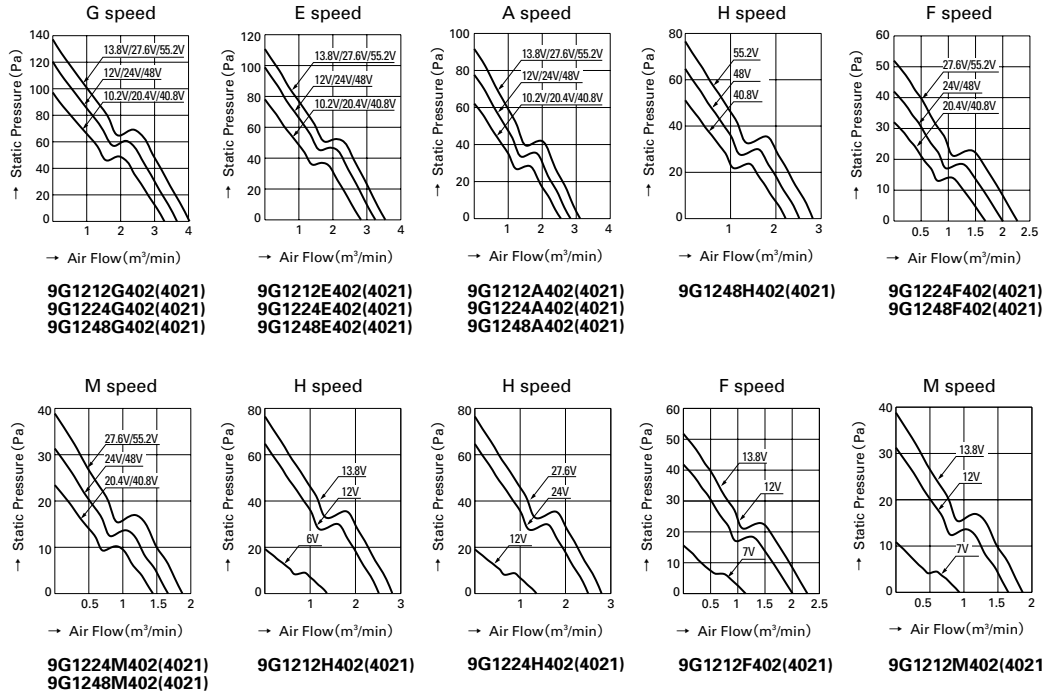 G speed
→ Static Pressure (Pa)
140
120
100
80
60
40
20
0
13.8V/27.6V/55.2V
12V/24V/48V
10.2V/20.4V/40.8V
1 2 3 4
→ Air Flow(m³/min)
9G1212G402(4021)
9G1224G402(4021)
9G1248G402(4021)
E speed
→ Static Pressure (Pa)
120
110
100
80
60
40
20
0
13.8V/27.6V/55.2V
12V/24V/48V
10.2V/20.4V/40.8V
1 2 3 4
→ Air Flow(m³/min)
9G1212E402(4021)
9G1224E402(4021)
9G1248E402(4021)
A speed
→ Static Pressure (Pa)
100
80
60
40
20
0
13.8V/27.6V/55.2V
12V/24V/48V
10.2V/20.4V/40.8V
1 2 3 4
→ Air Flow(m³/min)
9G1212A402(4021)
9G1224A402(4021)
9G1248A402(4021)
H speed
→ Static Pressure (Pa)
80
60
40
20
0
55.2V
48V
40.8V
1 2 3
→ Air Flow(m³/min)
9G1248H402(4021)
F speed
→ Static Pressure (Pa)
60
50
40
30
20
10
0
27.6V/55.2V
24V/48V
20.4V/40.8V
0.5 1 1.5 2 2.5
→ Air Flow(m³/min)
9G1224F402(4021)
9G1248F402(4021)
M speed
→ Static Pressure (Pa)
40
30
20
10
0
27.6V/55.2V
24V/48V
20.4V/40.8V
0.5 1 1.5 2
→ Air Flow(m³/min)
9G1224M402(4021)
9G1248M402(4021)
H speed
→ Static Pressure (Pa)
80
60
40
20
0
13.8V
12V
6V
1 2 3
→ Air Flow(m³/min)
9G1212H402(4021)
H speed
→ Static Pressure (Pa)
80
60
40
20
0
27.6V
24V
12V
1 2 3
→ Air Flow(m³/min)
9G1224H402(4021)
F speed
→ Static Pressure (Pa)
60
50
40
30
20
10
0
13.8V
12V
7V
0.5 1 1.5 2 2.5
→ Air Flow(m³/min)
9G1212F402(4021)
M speed
→ Static Pressure (Pa)
40
30
20
10
0
13.8V
12V
7V
0.5 1 1.5 2
→ Air Flow(m³/min)
9G1212M402(4021